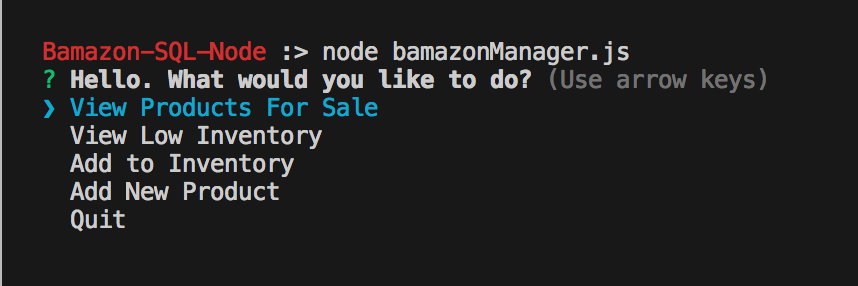 Bamazon-SQL-Node :> node bamazonManager.js
? Hello. What would you like to do? (Use arrow keys)
❯ View Products For Sale
View Low Inventory
Add to Inventory
Add New Product
Quit